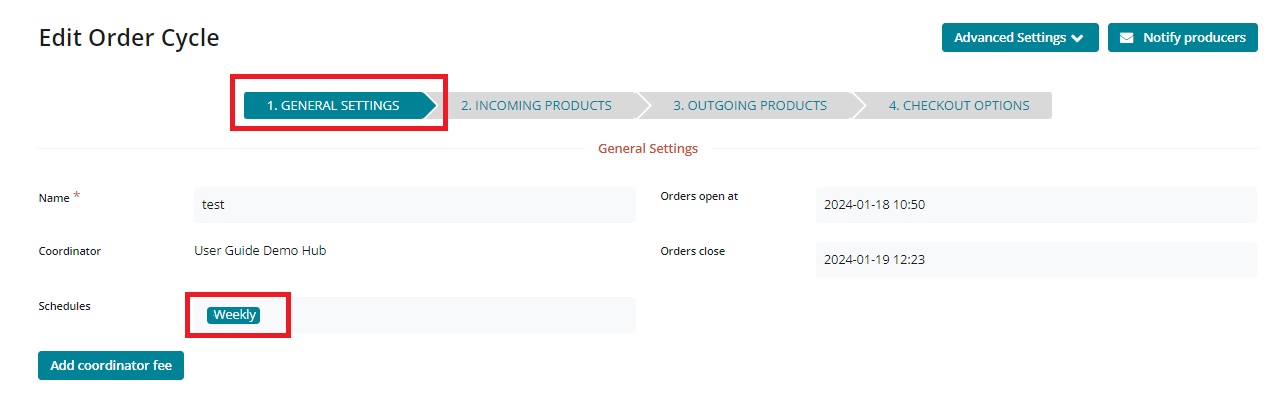 Edit Order Cycle
Advanced Settings
Notify producers
1. GENERAL SETTINGS
2. INCOMING PRODUCTS
3. OUTGOING PRODUCTS
4. CHECKOUT OPTIONS
General Settings
Name *
test
Orders open at
2024-01-18 10:50
Coordinator
User Guide Demo Hub
Orders close
2024-01-19 12:23
Schedules
Weekly
Add coordinator fee